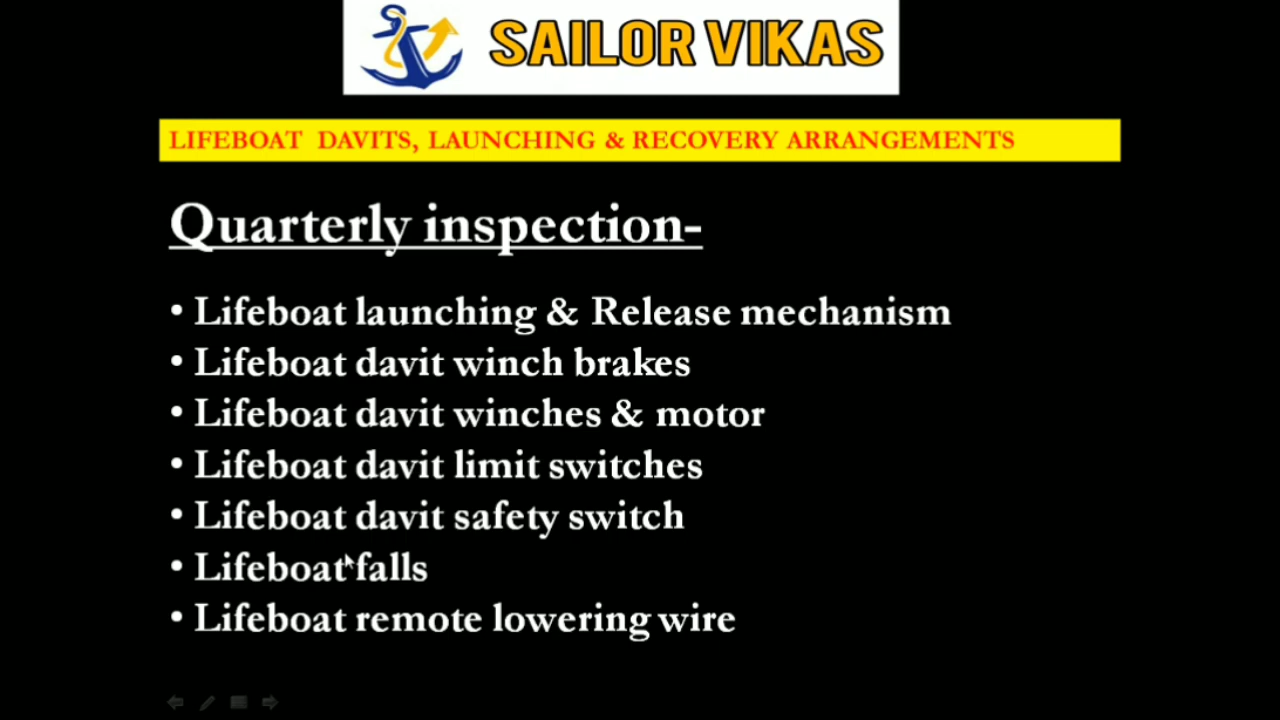 SAILOR VIKAS
LIFEBOAT DAVITS, LAUNCHING & RECOVERY ARRANGEMENTS
Quarterly inspection-
• Lifeboat launching & Release mechanism
• Lifeboat davit winch brakes
• Lifeboat davit winches & motor
• Lifeboat davit limit switches
• Lifeboat davit safety switch
• Lifeboat falls
• Lifeboat remote lowering wire